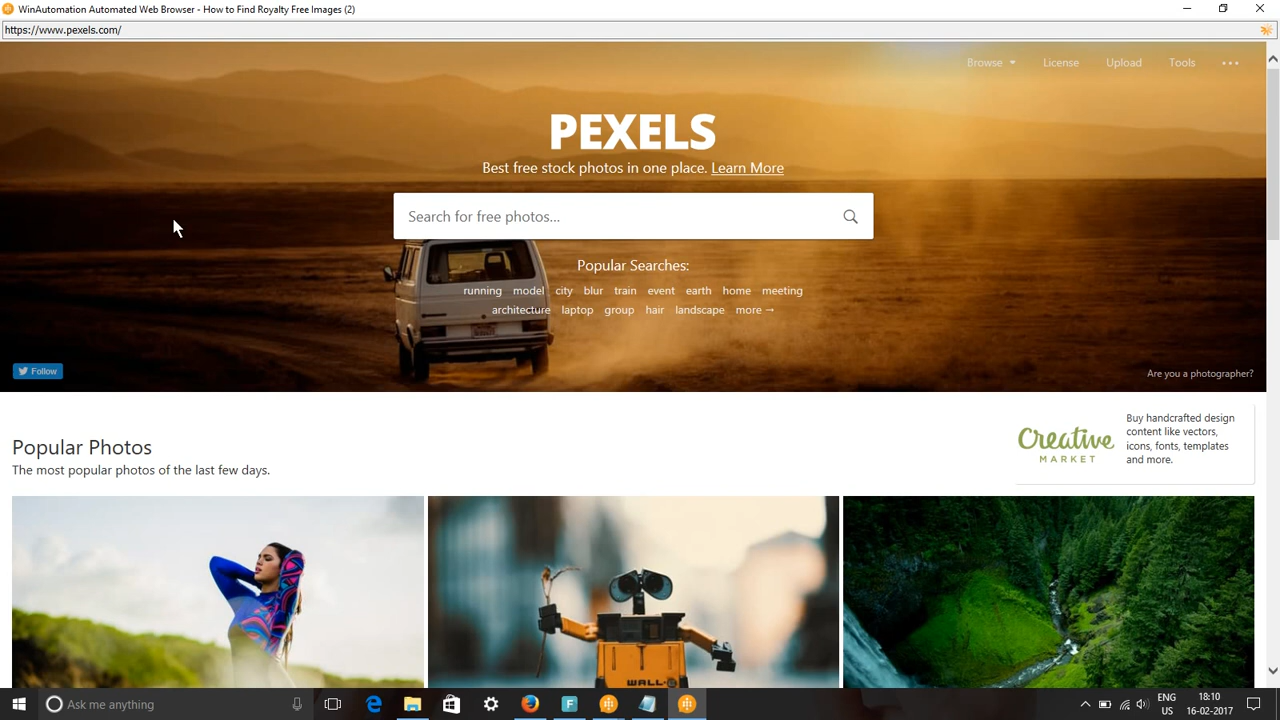 WinAutomation Automated Web Browser - How to Find Royalty Free Images (2)
https://www.pexels.com/
Browse License Upload Tools
PEXELS
Best free stock photos in one place. Learn More
Search for free photos...
Popular Searches:
running model city blur train event earth home meeting
architecture laptop group hair landscape more →
Follow
Are you a photographer?
Popular Photos
The most popular photos of the last few days.
Creative
MARKET
Buy handcrafted design
content like vectors,
icons, fonts, templates
and more.
WALL-E
Ask me anything
ENG
US
18:10
16-02-2017